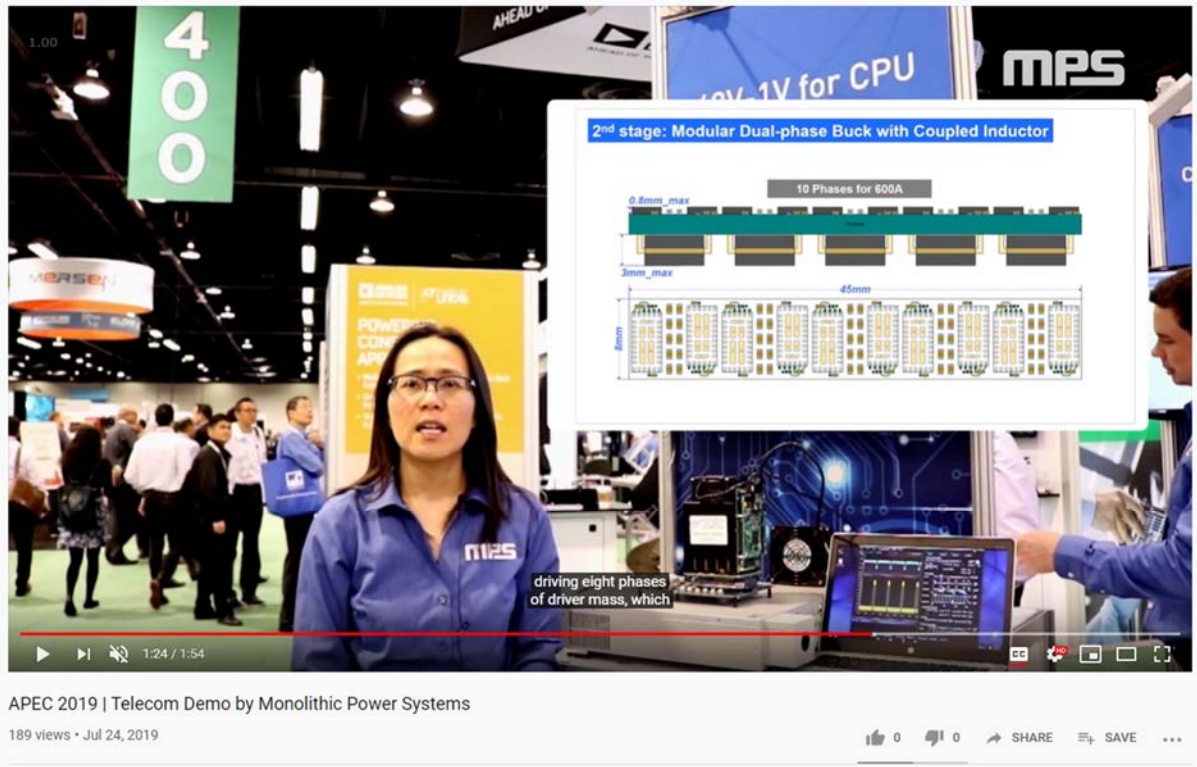 1.00
400
AHEAD OF
48V-1V for CPU
MPS
2nd stage: Modular Dual-phase Buck with Coupled Inductor
10 Phases for 600A
0.8mm_max
3mm_max
45mm
8mm
MERSEN
POWERING
CON
APP
MPS
driving eight phases
of driver mass, which
1:24 / 1:54
CC
HD
APEC 2019 | Telecom Demo by Monolithic Power Systems
189 views • Jul 24, 2019
0
0
SHARE
SAVE